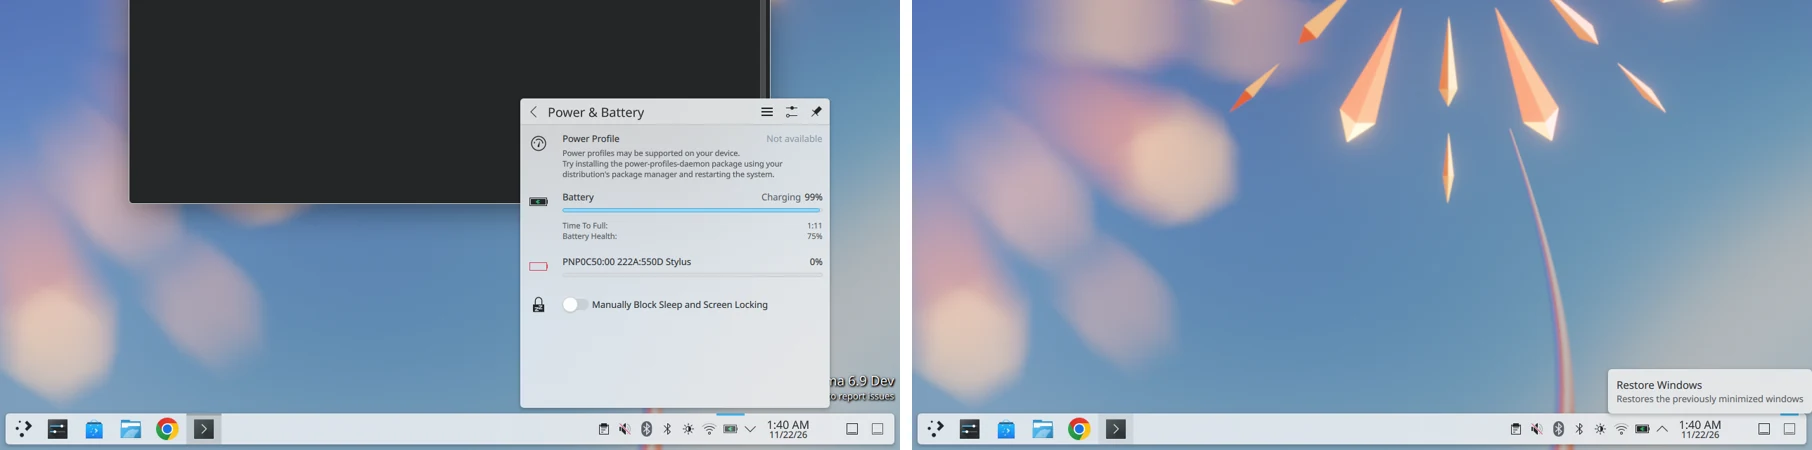 Power & Battery
Power Profile Not available
Power profiles may be supported on your device.
Try installing the power-profiles-daemon package using your
distribution's package manager and restarting the system.
Battery Charging 99%
Time To Full: 1:11
Battery Health: 75%
PNP0C50:00 222A:550D Stylus 0%
Manually Block Sleep and Screen Locking
na 6.9 Dev
to report issues
1:40 AM
11/22/26
Restore Windows
Restores the previously minimized windows
1:40 AM
11/22/26